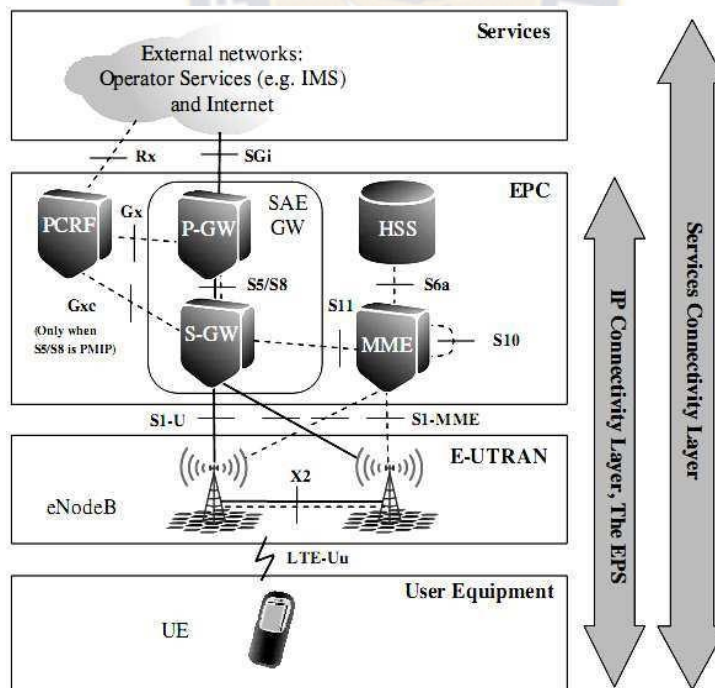 Services
External networks:
Operator Services (e.g. IMS)
and Internet
Rx
SGi
EPC
PCRF
Gx
P-GW
SAE
GW
HSS
Gxc
S5/S8
S6a
(Only when
S5/S8 is PMIP)
S-GW
S11
MME
S10
S1-U
S1-MME
E-UTRAN
X2
eNodeB
LTE-Uu
User Equipment
UE
IP Connectivity Layer, The EPS
Services Connectivity Layer